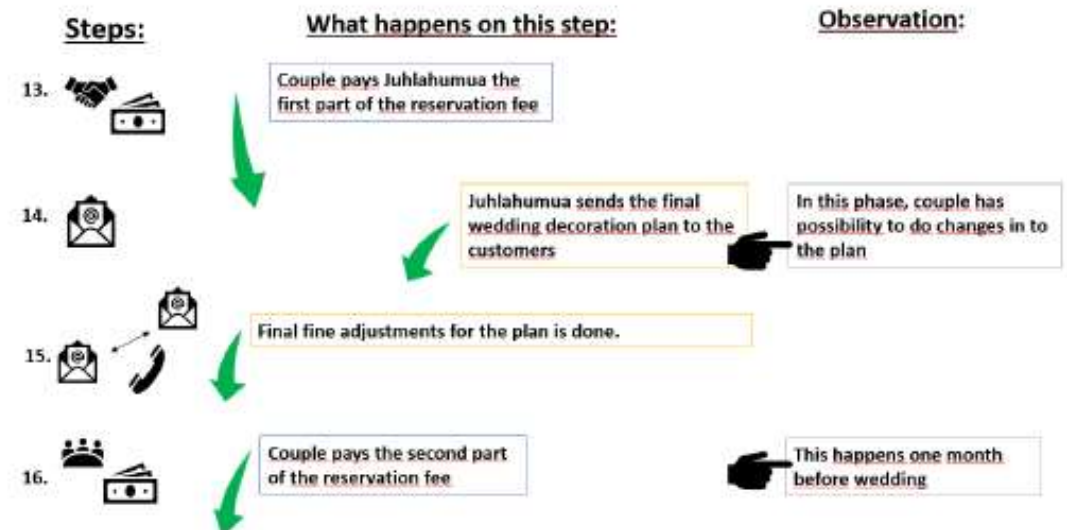 Steps:
What happens on this step:
Observation:
13.
Couple pays Juhlahumua the
first part of the reservation fee
14.
Juhlahumua sends the final
wedding decoration plan to the
customers
In this phase, couple has
possibility to do changes in to
the plan
15.
Final fine adjustments for the plan is done.
16.
Couple pays the second part
of the reservation fee
This happens one month
before wedding